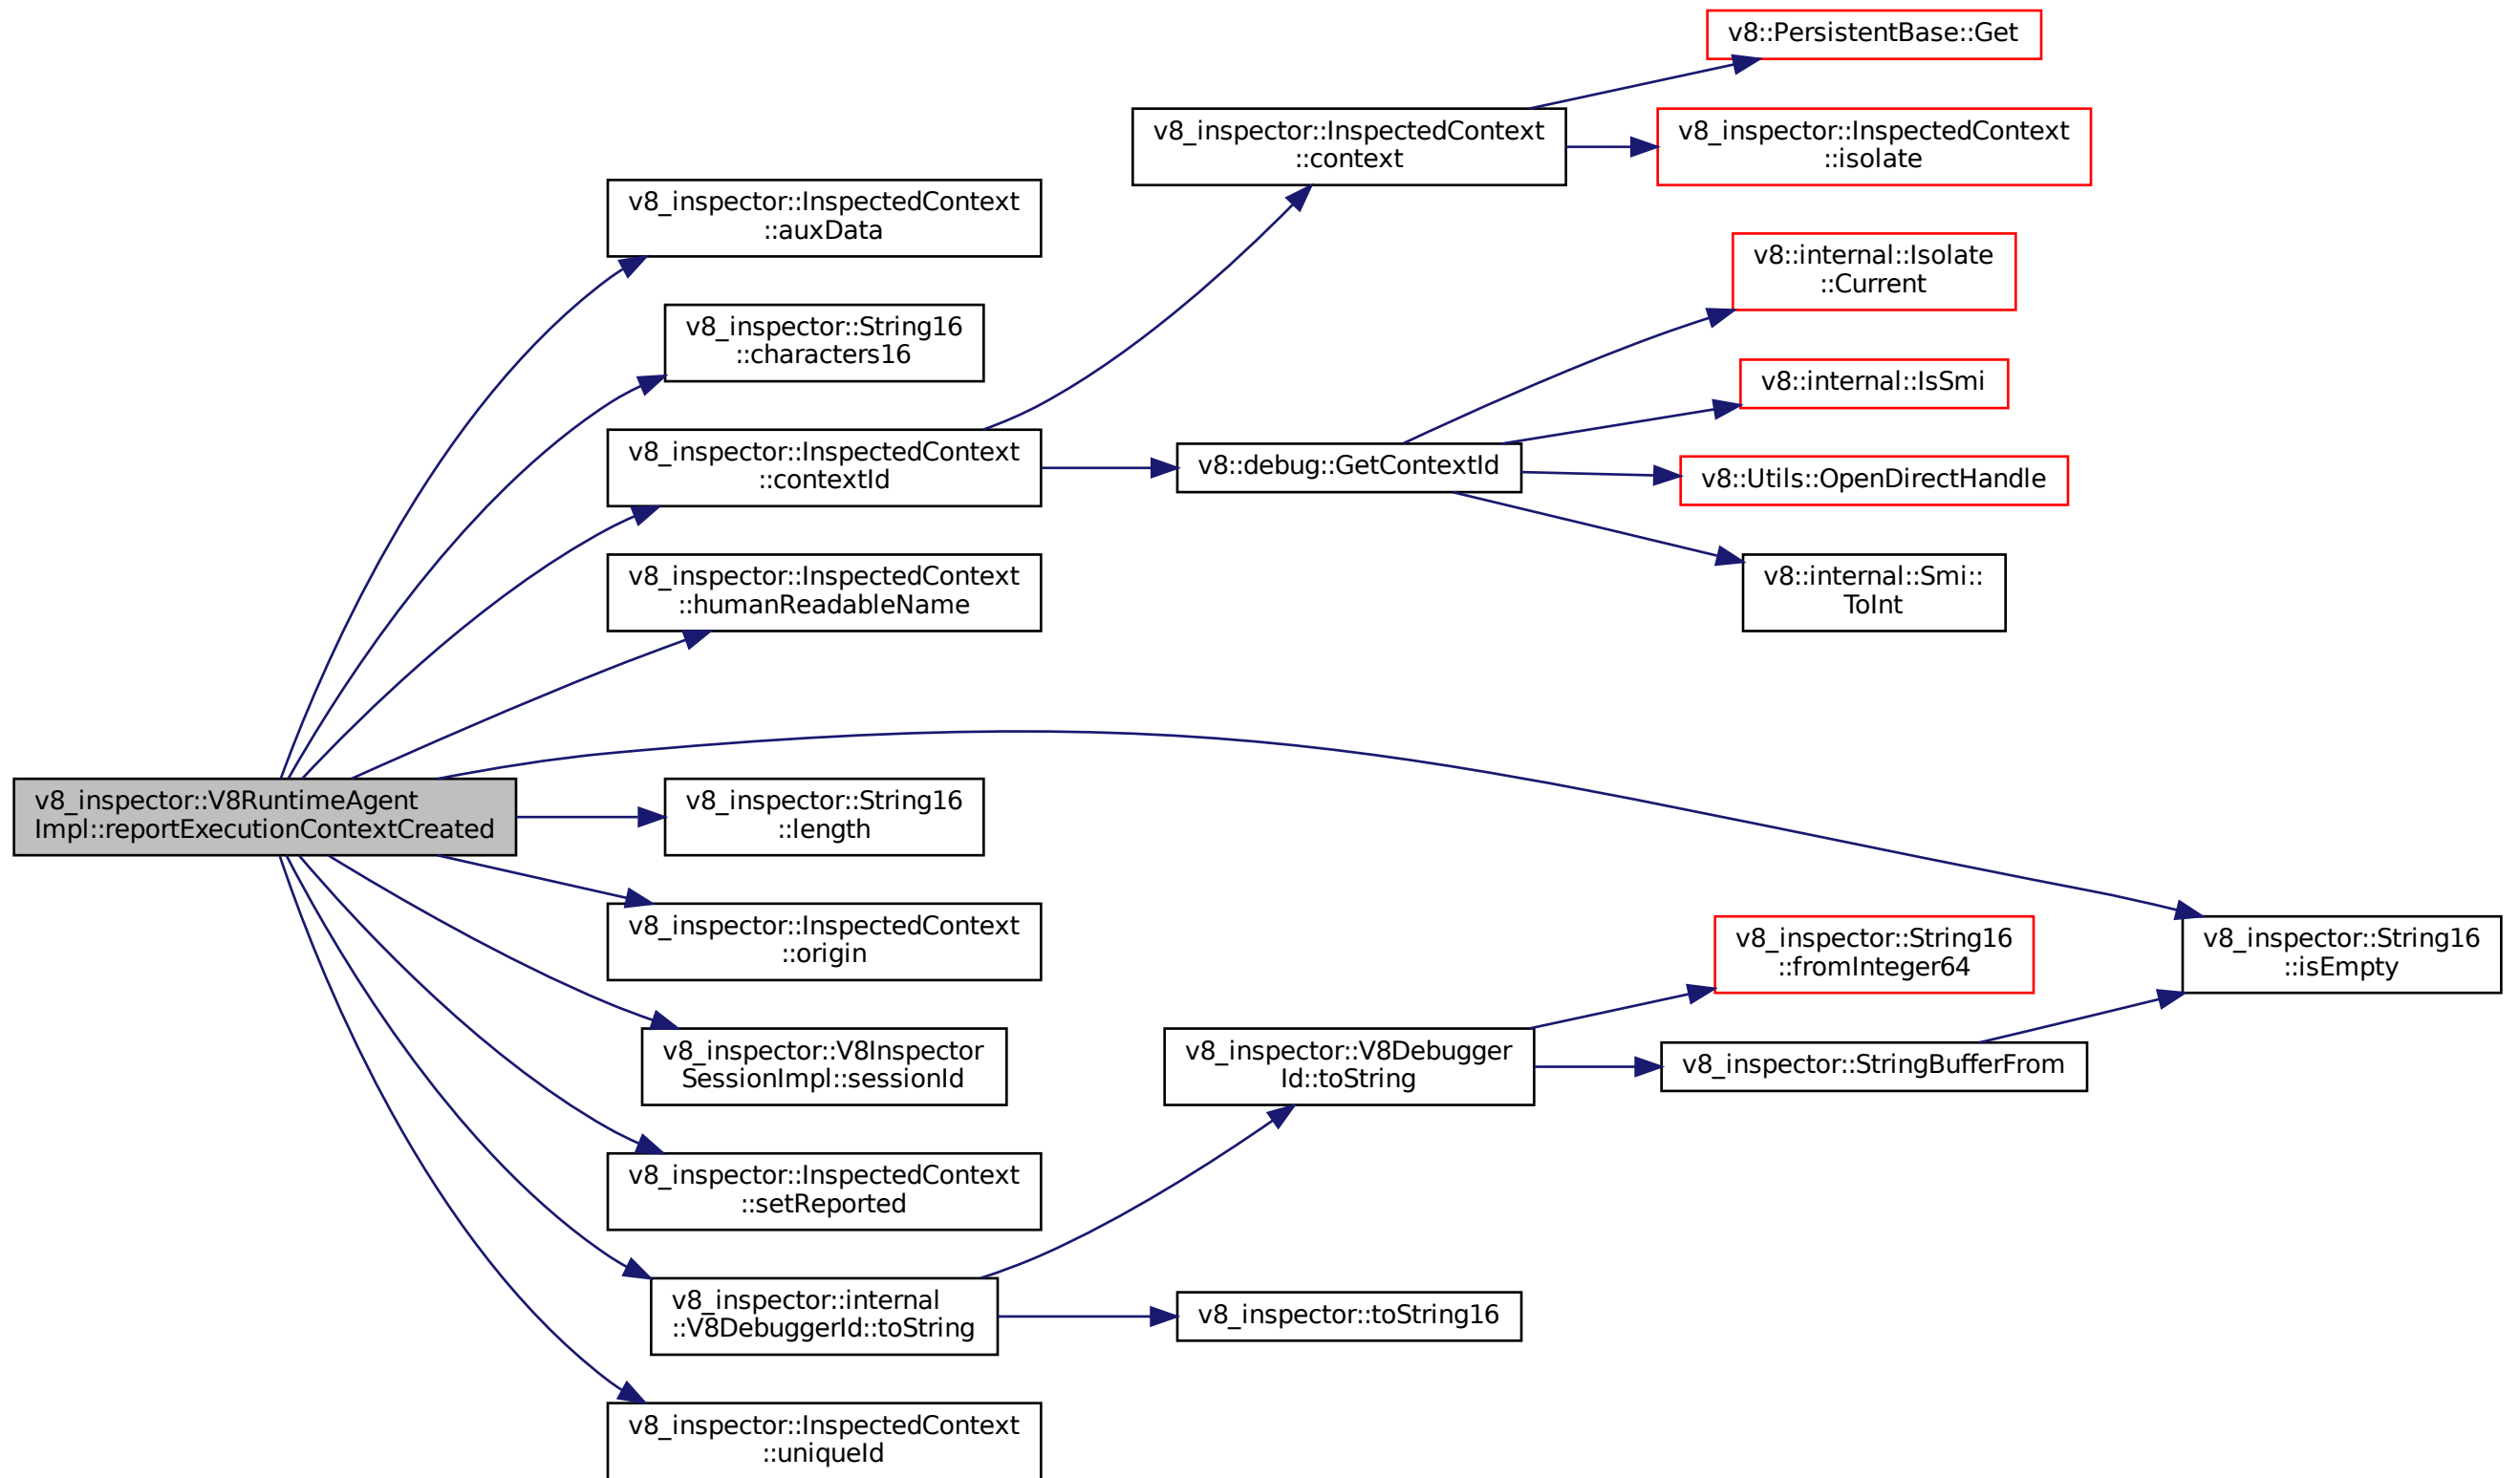 v8::PersistentBase::Get
v8_inspector::InspectedContext
::context
v8_inspector::InspectedContext
::isolate
v8_inspector::InspectedContext
::auxData
v8::internal::Isolate
::Current
v8_inspector::String16
::characters16
v8::internal::IsSmi
v8_inspector::InspectedContext
::contextId
v8::debug::GetContextId
v8::Utils::OpenDirectHandle
v8_inspector::InspectedContext
::humanReadableName
v8::internal::Smi::
ToInt
v8_inspector::V8RuntimeAgent
Impl::reportExecutionContextCreated
v8_inspector::String16
::length
v8_inspector::InspectedContext
::origin
v8_inspector::String16
::fromInteger64
v8_inspector::String16
::isEmpty
v8_inspector::V8Inspector
SessionImpl::sessionId
v8_inspector::V8Debugger
Id::toString
v8_inspector::StringBufferFrom
v8_inspector::InspectedContext
::setReported
v8_inspector::internal
::V8DebuggerId::toString
v8_inspector::toString16
v8_inspector::InspectedContext
::uniqueId